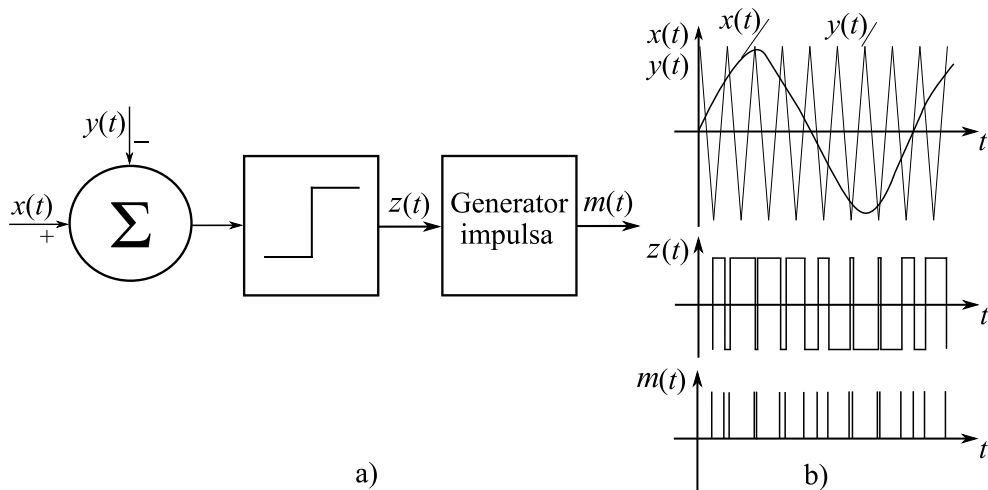 y(t)
−
x(t)
+
Σ
z(t)
Generator
impulsa
m(t)
a)
x(t)
y(t)
x(t)
y(t)
t
z(t)
t
m(t)
t
b)